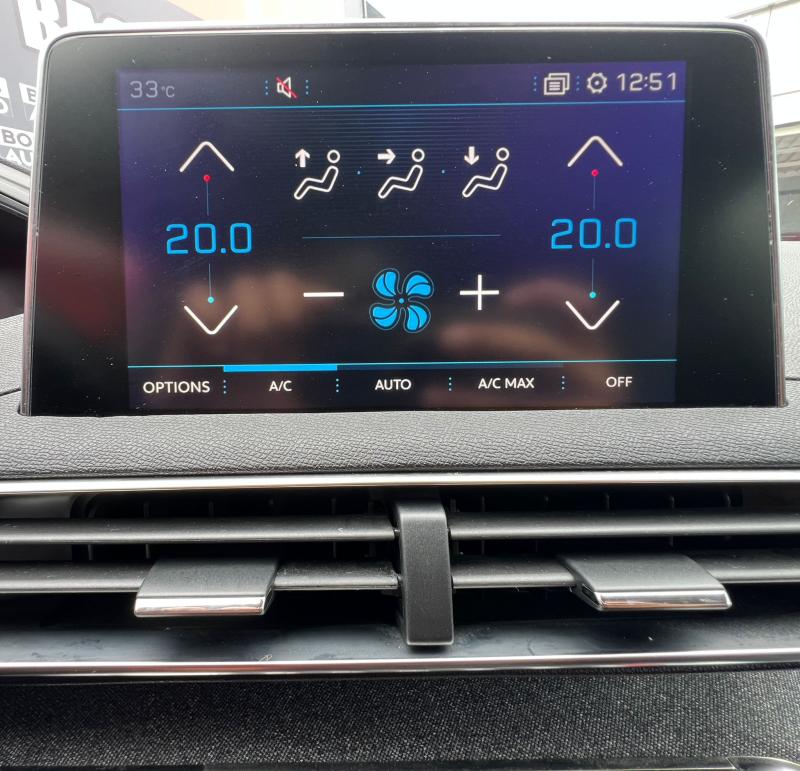 33°C 12:51
20.0 20.0
OPTIONS A/C AUTO A/C MAX OFF